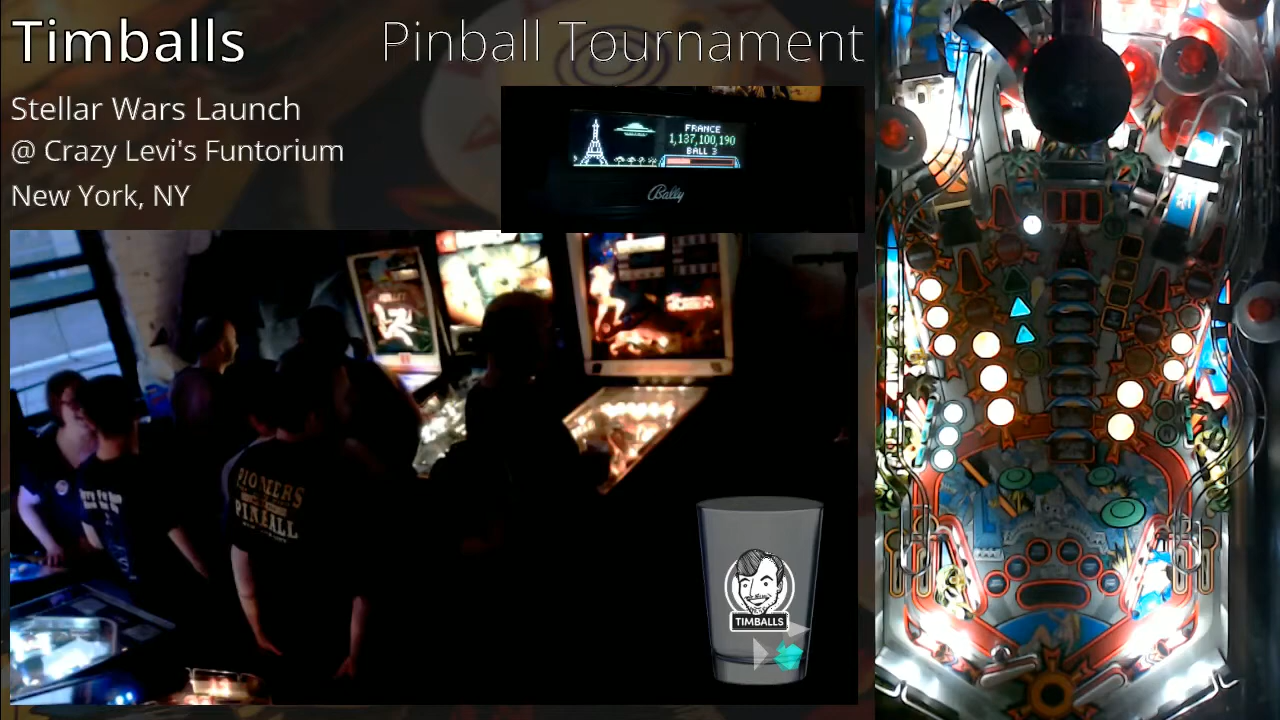 Timballs
Pinball Tournament
Stellar Wars Launch
@ Crazy Levi's Funtorium
New York, NY
FRANCE
1,137,100,190
BALL 3
Bally
PIONEERS
PINBALL
TIMBALLS